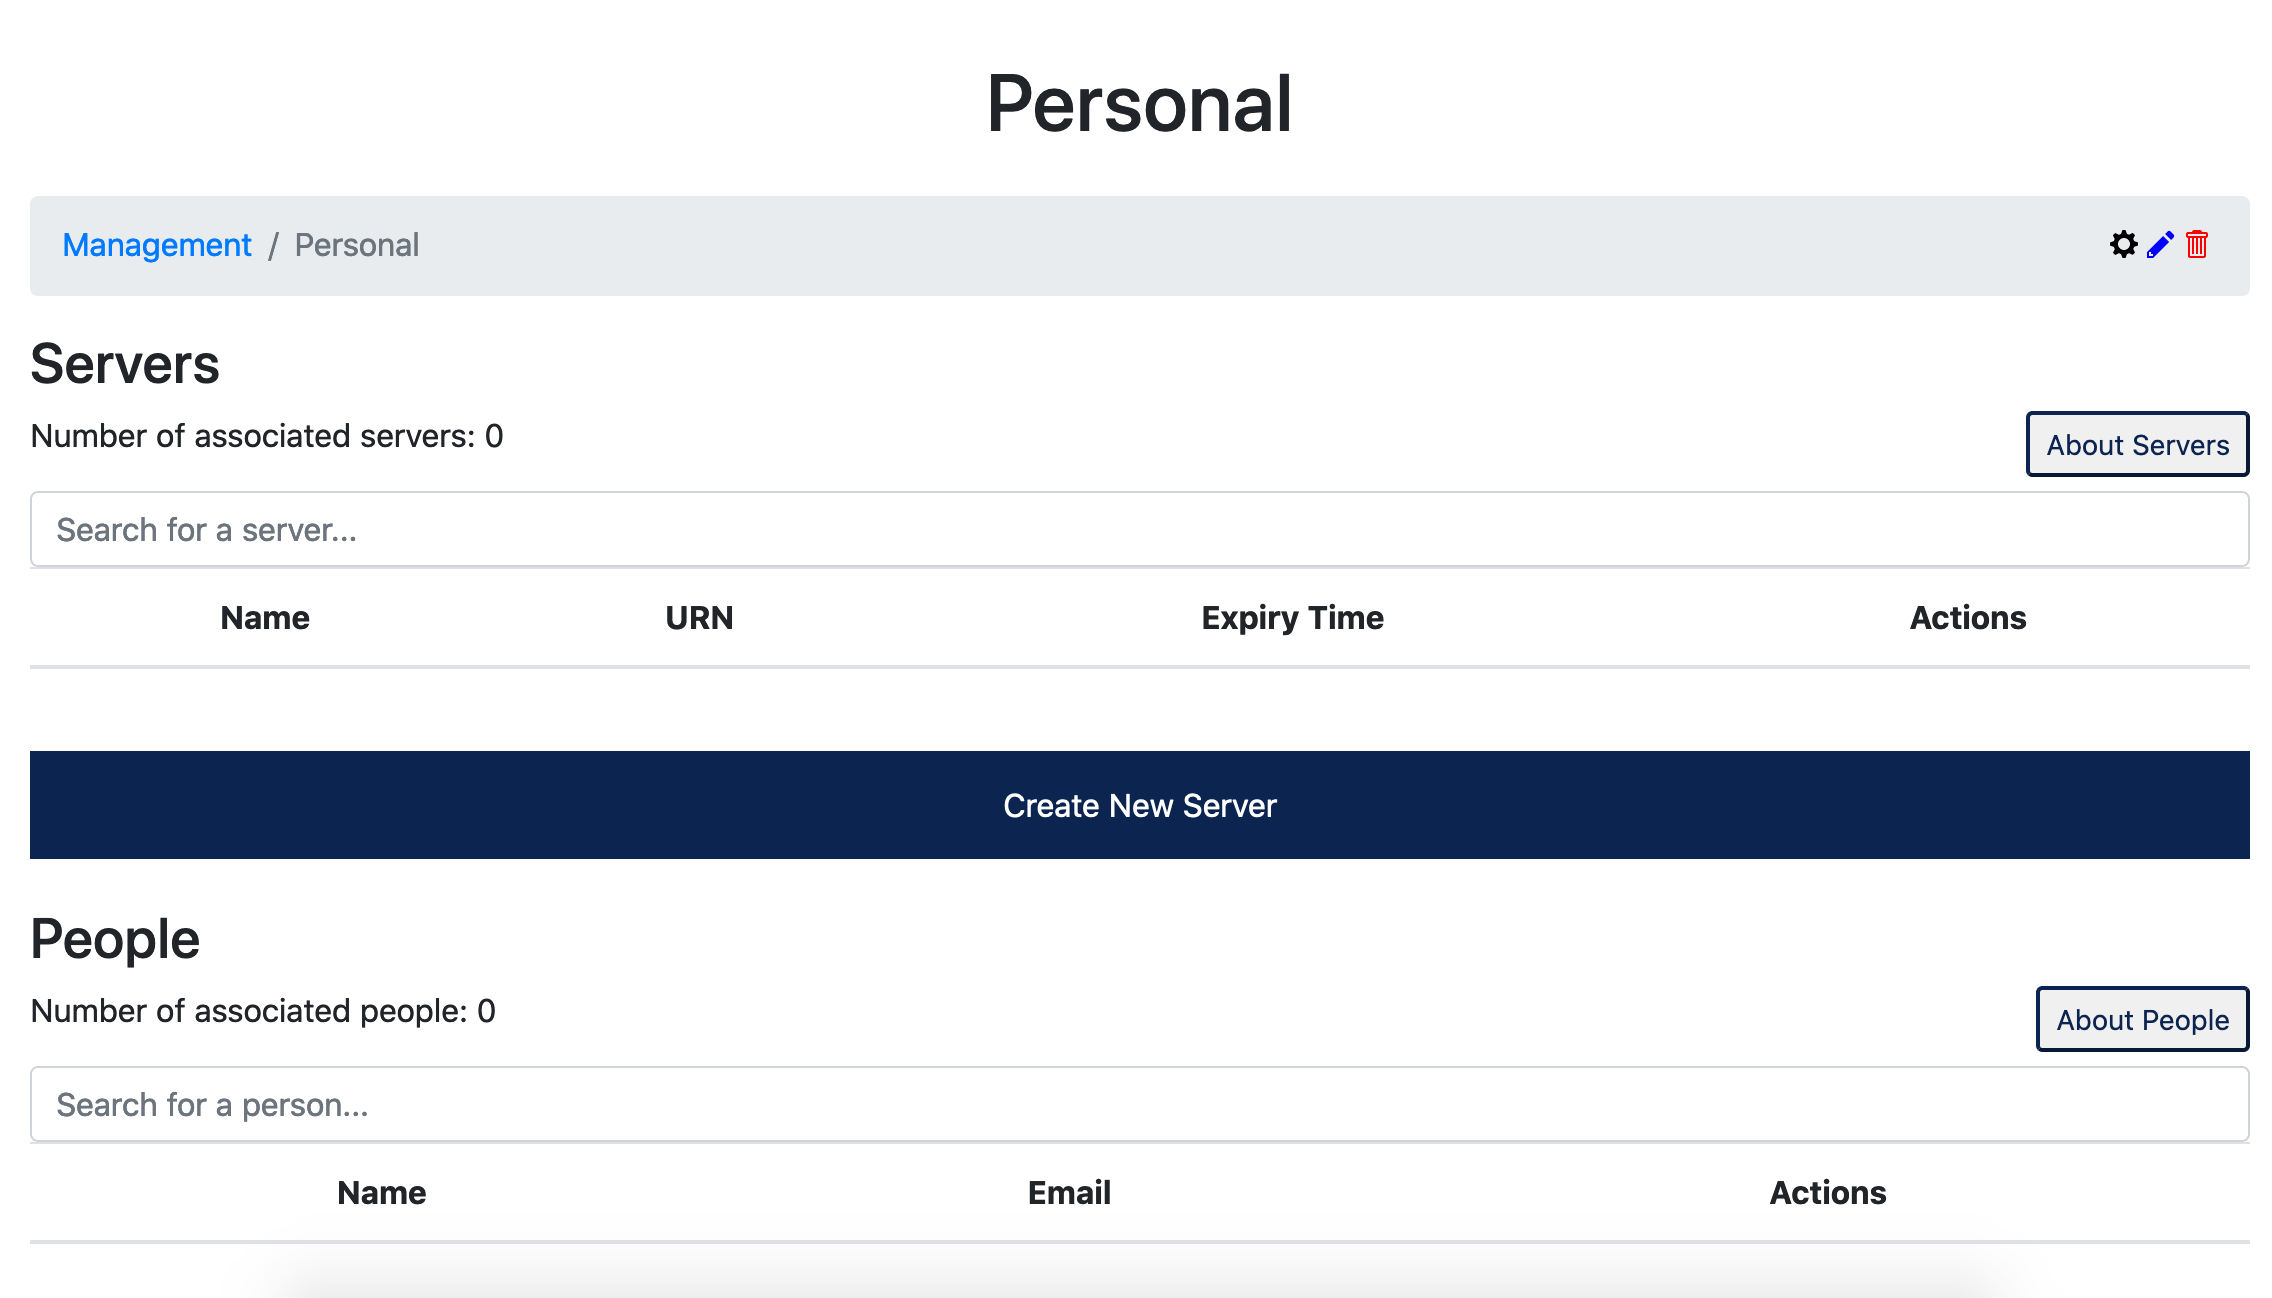 Personal
Management / Personal
Servers
Number of associated servers: 0
About Servers
Search for a server...
Name URN Expiry Time Actions
Create New Server
People
Number of associated people: 0
About People
Search for a person...
Name Email Actions